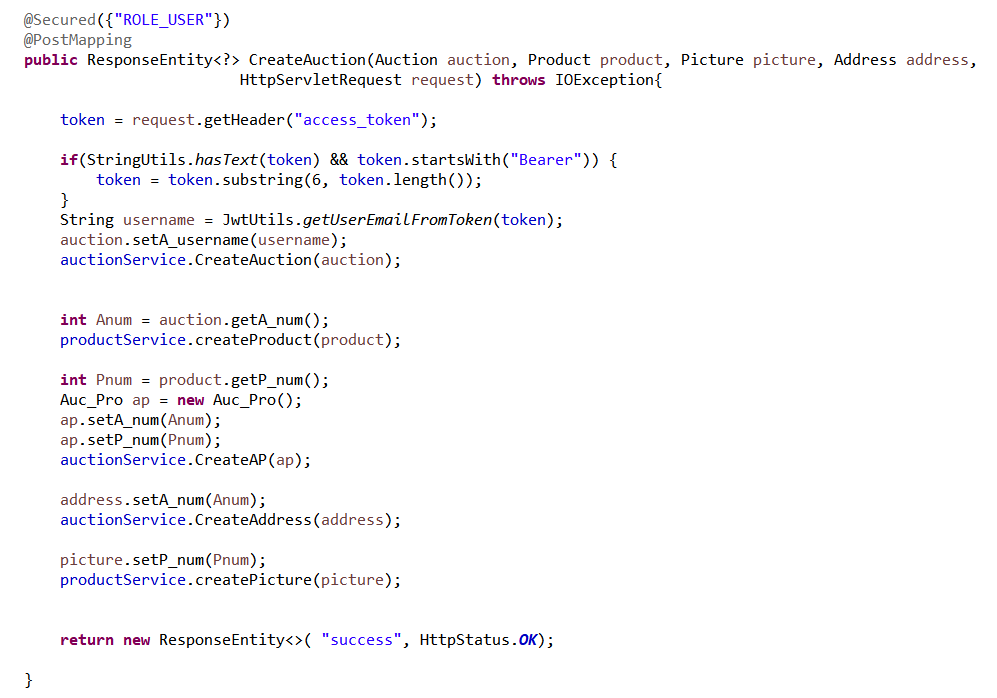 @Secured({"ROLE_USER"})
@PostMapping
public ResponseEntity<?> CreateAuction(Auction auction, Product product, Picture picture, Address address,
HttpServletRequest request) throws IOException{
token = request.getHeader("access_token");
if(StringUtils.hasText(token) && token.startsWith("Bearer")) {
token = token.substring(6, token.length());
}
String username = JwtUtils.getUserEmailFromToken(token);
auction.setA_username(username);
auctionService.CreateAuction(auction);
int Anum = auction.getA_num();
productService.createProduct(product);
int Pnum = product.getP_num();
Auc_Pro ap = new Auc_Pro();
ap.setA_num(Anum);
ap.setP_num(Pnum);
auctionService.CreateAP(ap);
address.setA_num(Anum);
auctionService.CreateAddress(address);
picture.setP_num(Pnum);
productService.createPicture(picture);
return new ResponseEntity<>( "success", HttpStatus.OK);
}